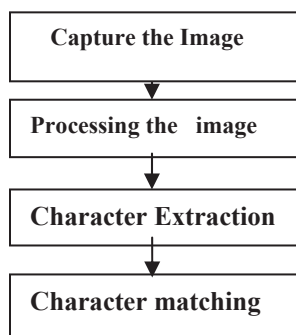 Capture the Image
Processing the image
Character Extraction
Character matching